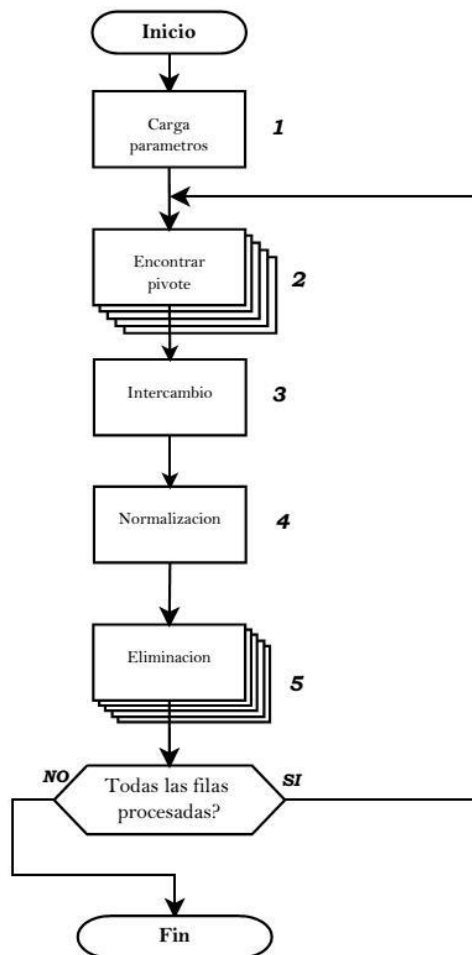 Inicio
Carga
parametros
1
Encontrar
pivote
2
Intercambio
3
Normalizacion
4
Eliminacion
5
NO
Todas las filas
procesadas?
SI
Fin